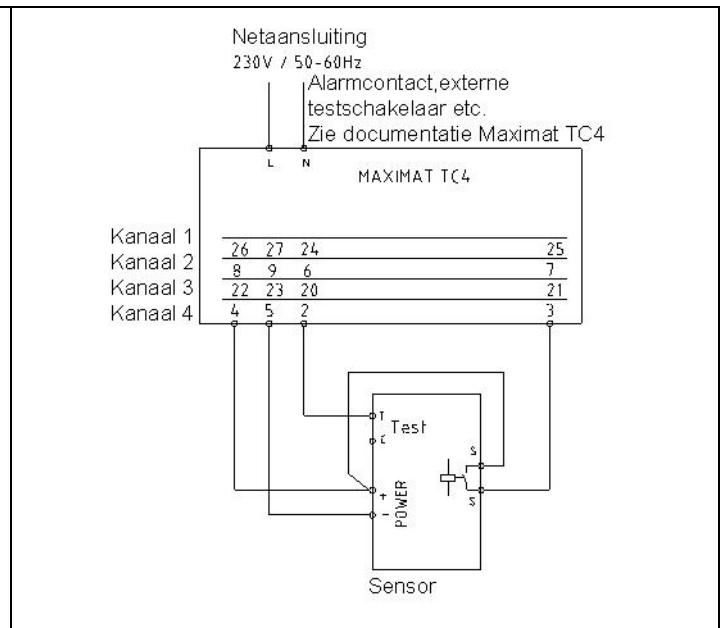 Netaansluiting
230V / 50-60Hz
Alarmcontact,externe
testschakelaar etc.
Zie documentatie Maximat TC4
L N
MAXIMAT TC4
Kanaal 1 26 27 24 25
Kanaal 2 8 9 6 7
Kanaal 3 22 23 20 21
Kanaal 4 4 5 2 3
T
Test
S
+
- POWER
S
Sensor